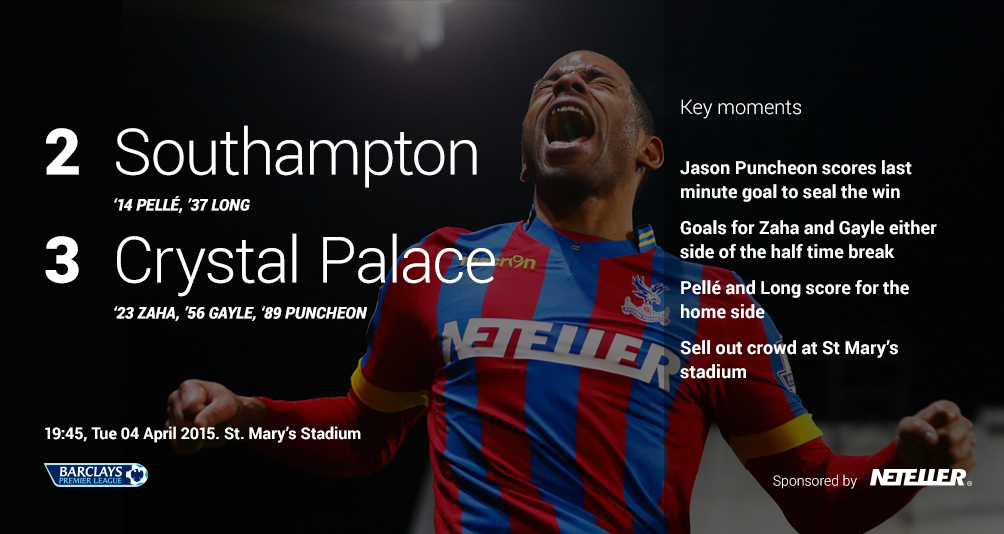 2 Southampton
‘14 PELLÉ, ’37 LONG
3 Crystal Palace
‘23 ZAHA, ’56 GAYLE, ‘89 PUNCHEON
19:45, Tue 04 April 2015. St. Mary’s Stadium
BARCLAYS
PREMIER LEAGUE
macron
NETELLER
Key moments
Jason Puncheon scores last
minute goal to seal the win
Goals for Zaha and Gayle either
side of the half time break
Pellé and Long score for the
home side
Sell out crowd at St Mary’s
stadium
Sponsored by NETELLER®